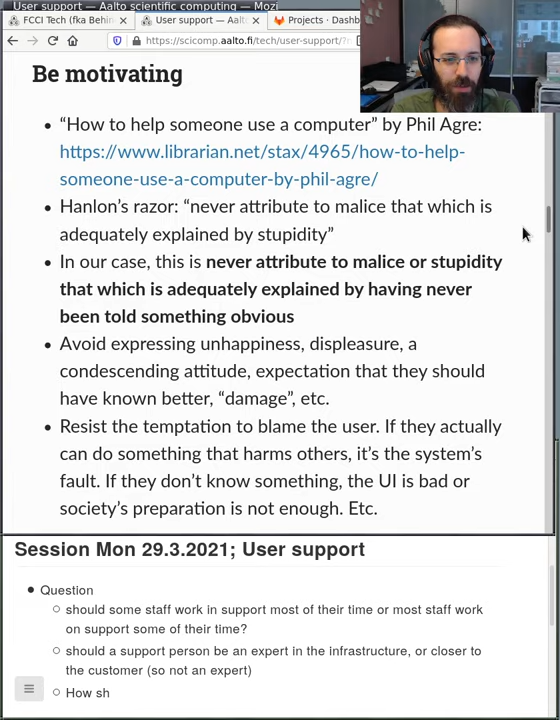 User support — Aalto scientific computing — Mozi
FCCI Tech (fka Behin
User support — Aalto
Projects · Dashb
https://scicomp.aalto.fi/tech/user-support/?
Be motivating
• “How to help someone use a computer” by Phil Agre:
https://www.librarian.net/stax/4965/how-to-help-
someone-use-a-computer-by-phil-agre/
• Hanlon’s razor: “never attribute to malice that which is
adequately explained by stupidity”
• In our case, this is never attribute to malice or stupidity
that which is adequately explained by having never
been told something obvious
• Avoid expressing unhappiness, displeasure, a
condescending attitude, expectation that they should
have known better, “damage”, etc.
• Resist the temptation to blame the user. If they actually
can do something that harms others, it’s the system’s
fault. If they don’t know something, the UI is bad or
society’s preparation is not enough. Etc.
Session Mon 29.3.2021; User support
• Question
○ should some staff work in support most of their time or most staff work
on support some of their time?
○ should a support person be an expert in the infrastructure, or closer to
the customer (so not an expert)
○ How sh